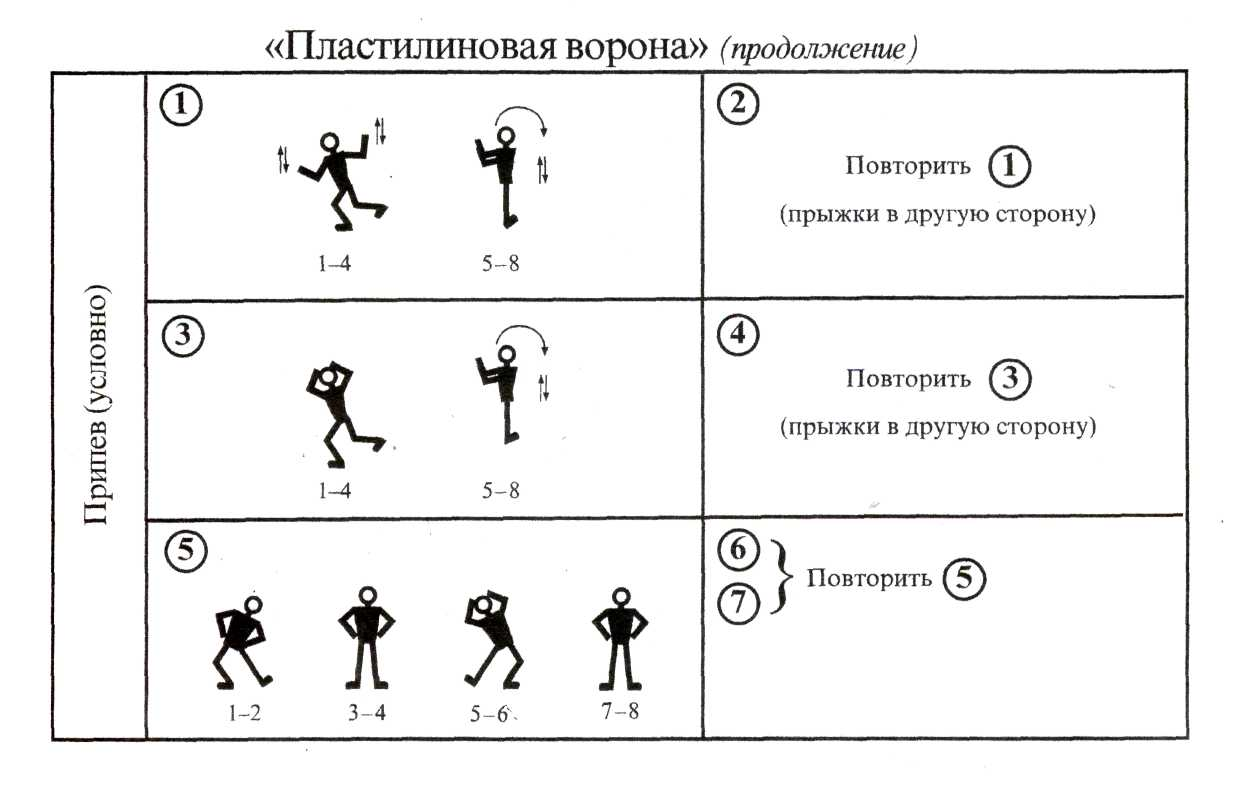 «Пластилиновая ворона» (продолжение)
Припев (условно)
1
1–4
5–8
2
Повторить 1
(прыжки в другую сторону)
3
1–4
5–8
4
Повторить 3
(прыжки в другую сторону)
5
1–2
3–4
5–6
7–8
6
7
} Повторить 5